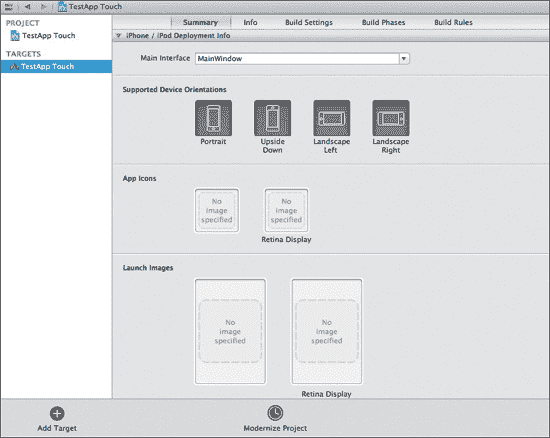 TestApp Touch
PROJECT
TestApp Touch
TARGETS
TestApp Touch
Summary Info Build Settings Build Phases Build Rules
iPhone / iPod Deployment Info
Main Interface MainWindow
Supported Device Orientations
Portrait Upside Down Landscape Left Landscape Right
App Icons
No image specified
No image specified
Retina Display
Launch Images
No image specified
No image specified
Retina Display
Add Target Modernize Project